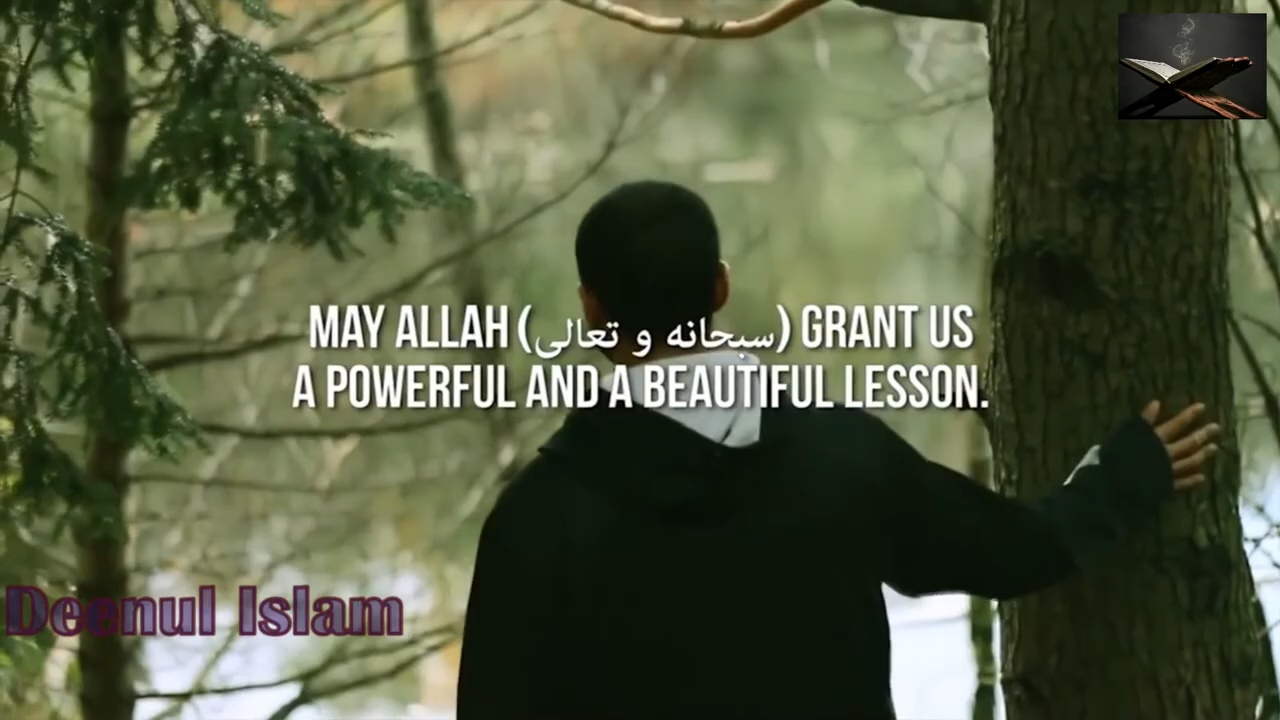 MAY ALLAH (سبحانه و تعالى) GRANT US
A POWERFUL AND A BEAUTIFUL LESSON.
Deenul Islam